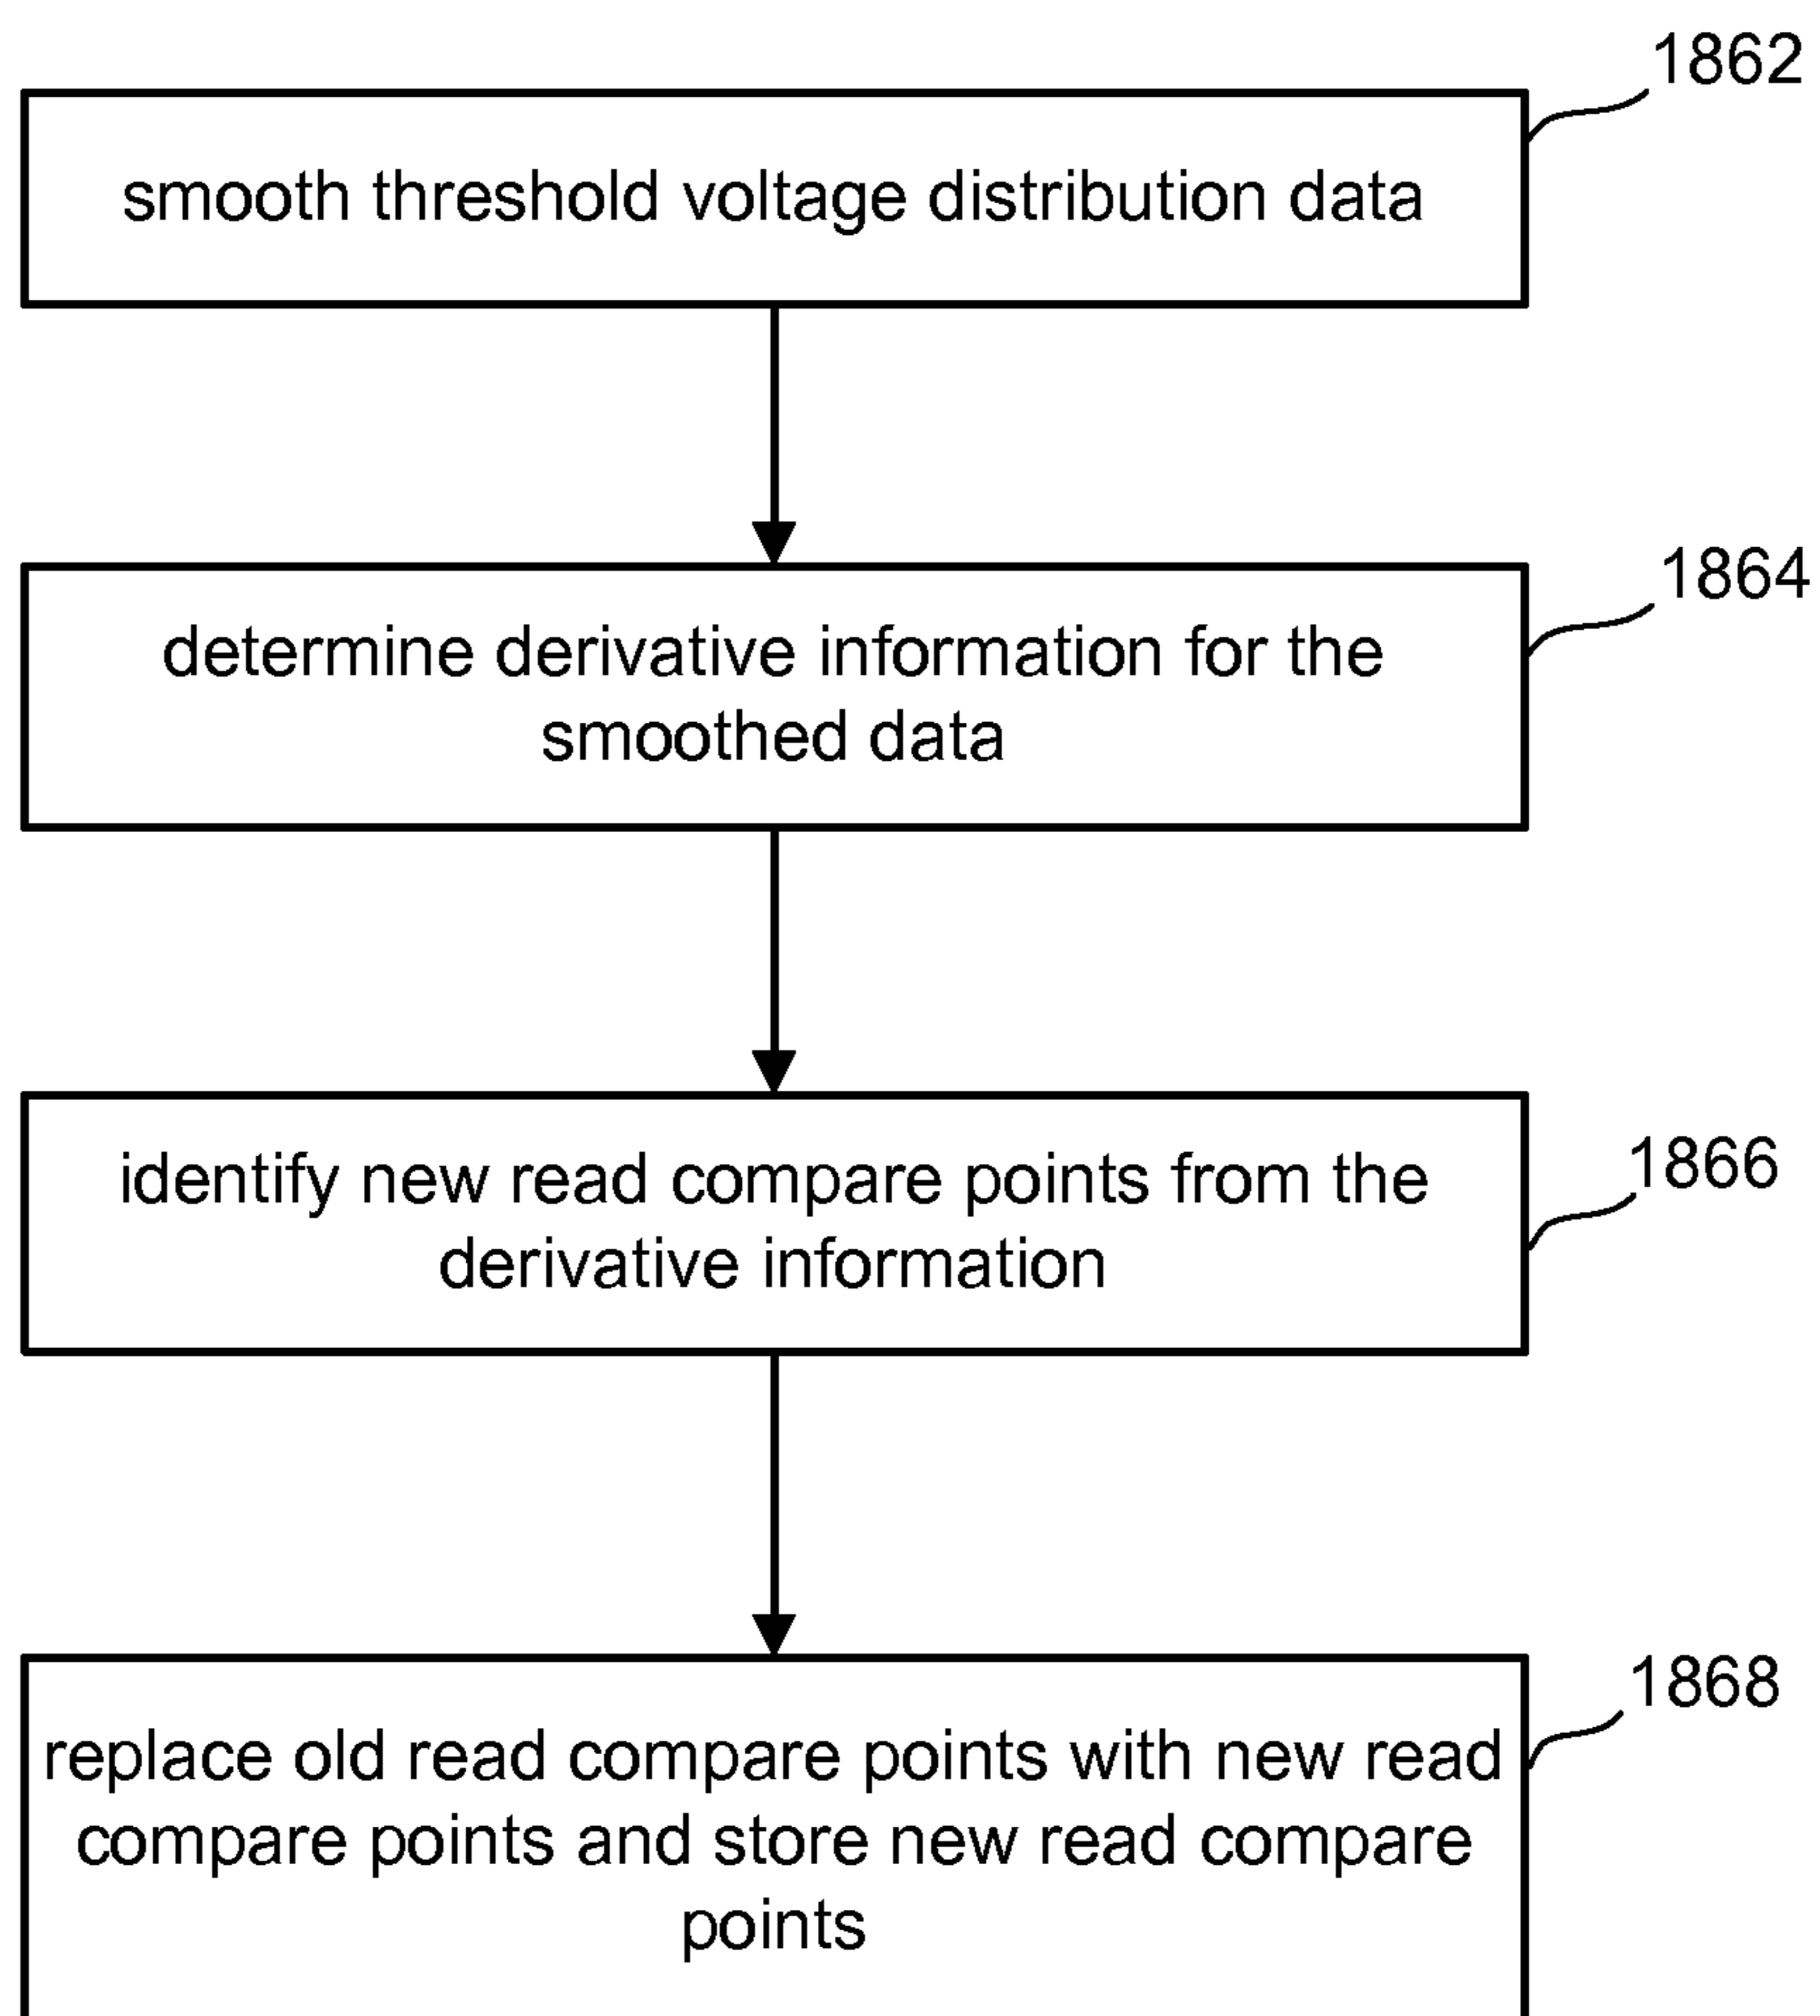 1862
smooth threshold voltage distribution data
1864
determine derivative information for the
smoothed data
1866
identify new read compare points from the
derivative information
1868
replace old read compare points with new read
compare points and store new read compare
points